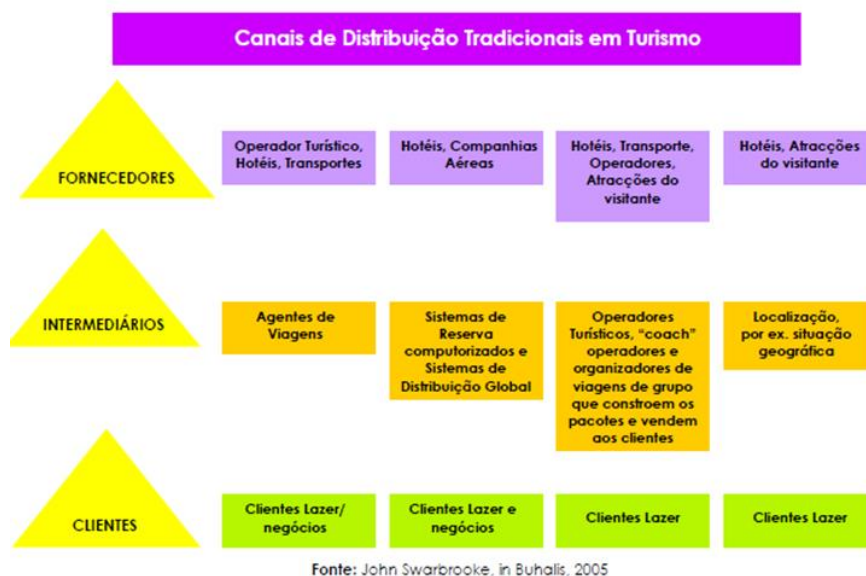 Canais de Distribuição Tradicionais em Turismo
FORNECEDORES
Operador Turístico,
Hotéis, Transportes
Hotéis, Companhias
Aéreas
Hotéis, Transporte,
Operadores,
Atracções do
visitante
Hotéis, Atracções
do visitante
INTERMEDIÁRIOS
Agentes de
Viagens
Sistemas de
Reserva
computorizados e
Sistemas de
Distribuição Global
Operadores
Turísticos, “coach”
operadores e
organizadores de
viagens de grupo
que constroem os
pacotes e vendem
aos clientes
Localização,
por ex. situação
geográfica
CLIENTES
Clientes Lazer/
negócios
Clientes Lazer e
negócios
Clientes Lazer
Clientes Lazer
Fonte: John Swarbrooke, in Buhalis, 2005